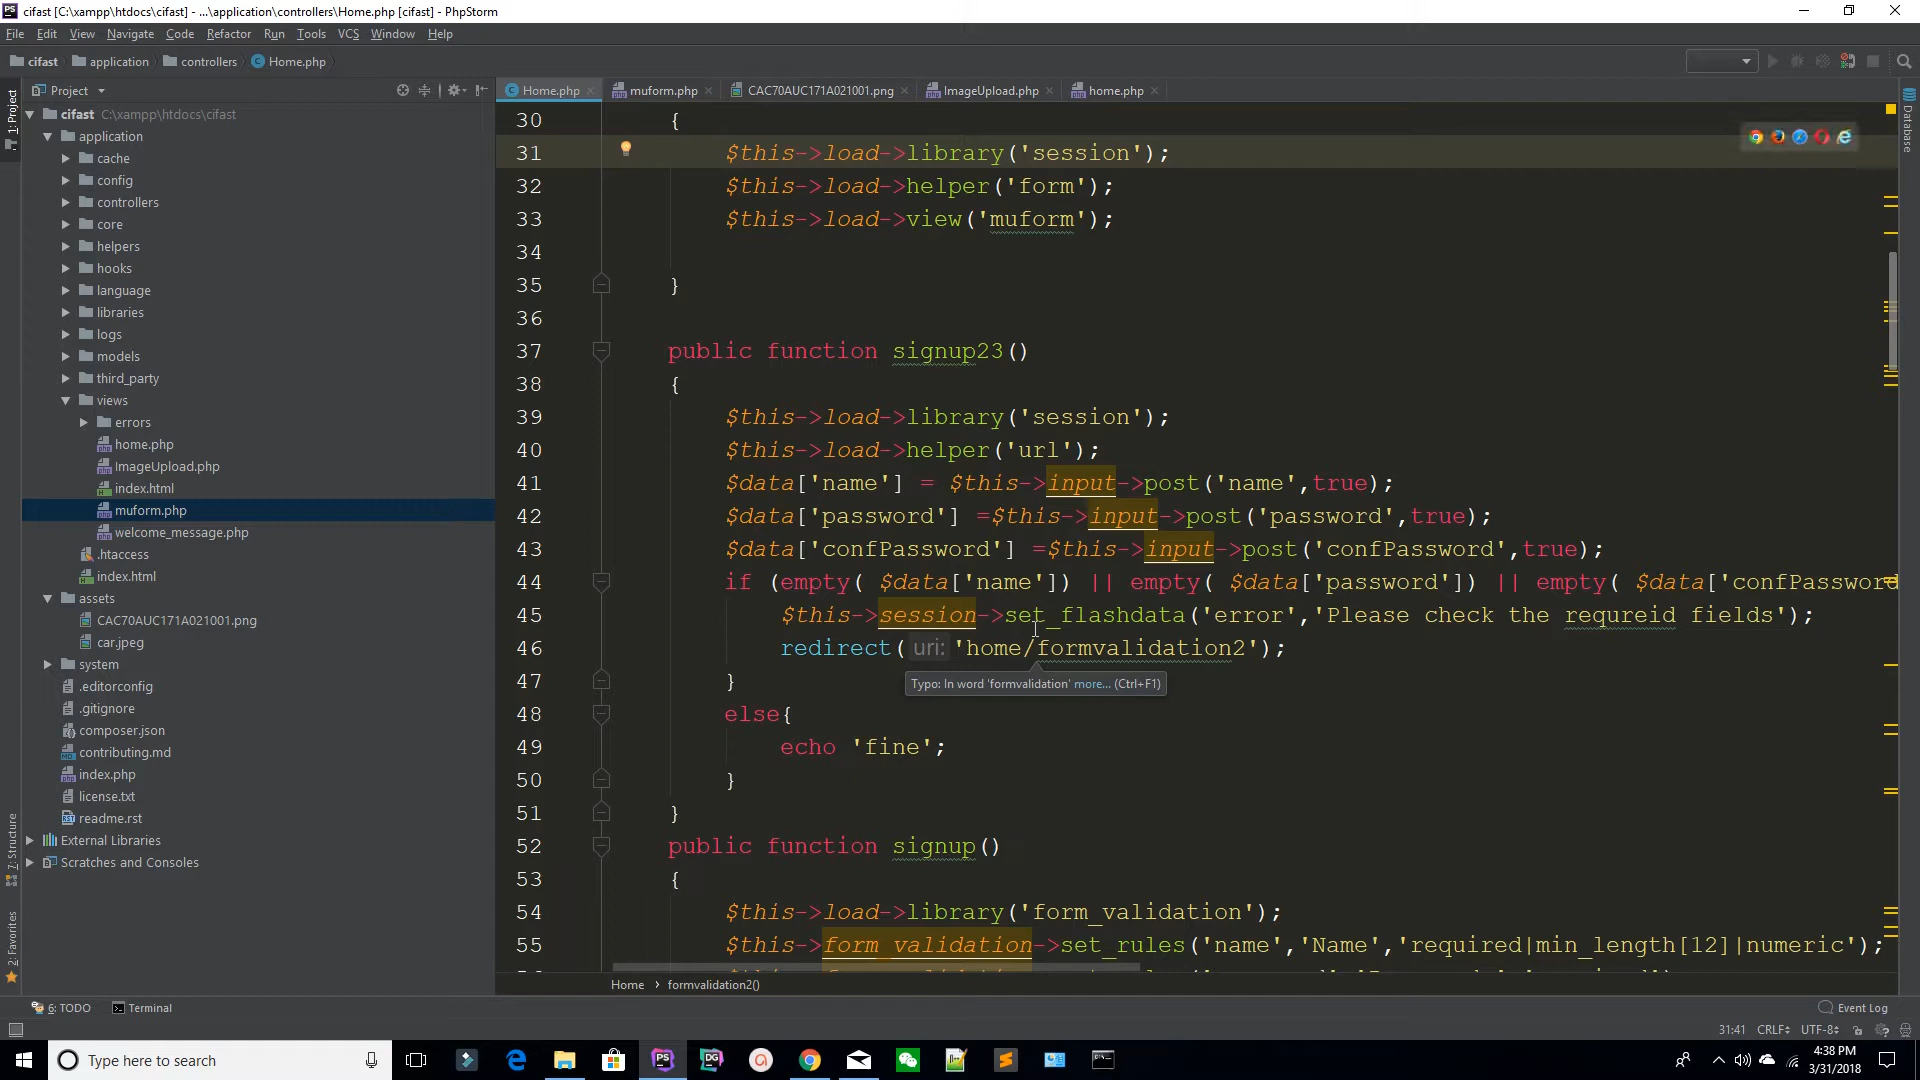 cifast [C:\xampp\htdocs\cifast] - ...\application\controllers\Home.php [cifast] - PhpStorm
File Edit View Navigate Code Refactor Run Tools VCS Window Help
cifast application controllers Home.php
Project
Home.php muform.php CAC70AUC171A021001.png ImageUpload.php home.php
1: Project
Database
7: Structure
2: Favorites
cifast C:\xampp\htdocs\cifast
application
cache
config
controllers
core
helpers
hooks
language
libraries
logs
models
third_party
views
errors
home.php
ImageUpload.php
index.html
muform.php
welcome_message.php
.htaccess
index.html
assets
CAC70AUC171A021001.png
car.jpeg
system
.editorconfig
.gitignore
composer.json
contributing.md
index.php
license.txt
readme.rst
External Libraries
Scratches and Consoles
30 {
31 $this->load->library('session');
32 $this->load->helper('form');
33 $this->load->view('muform');
34
35 }
36
37 public function signup23()
38 {
39 $this->load->library('session');
40 $this->load->helper('url');
41 $data['name'] = $this->input->post('name',true);
42 $data['password'] =$this->input->post('password',true);
43 $data['confPassword'] =$this->input->post('confPassword',true);
44 if (empty( $data['name']) || empty( $data['password']) || empty( $data['confPassword
45 $this->session->set_flashdata('error','Please check the requreid fields');
46 redirect( uri: 'home/formvalidation2');
47 }
Typo: In word 'formvalidation' more... (Ctrl+F1)
48 else{
49 echo 'fine';
50 }
51 }
52 public function signup()
53 {
54 $this->load->library('form_validation');
55 $this->form_validation->set_rules('name','Name','required|min_length[12]|numeric');
Home › formvalidation2()
6: TODO Terminal Event Log
31:41 CRLF UTF-8
Type here to search
4:38 PM
3/31/2018